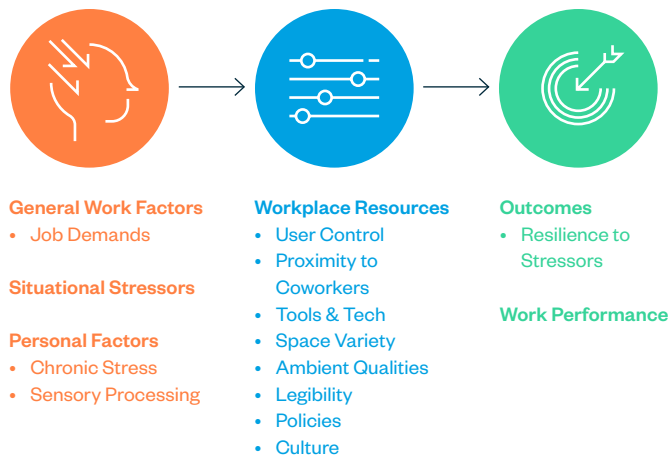 General Work Factors
• Job Demands
Situational Stressors
Personal Factors
• Chronic Stress
• Sensory Processing
Workplace Resources
• User Control
• Proximity to
Coworkers
• Tools & Tech
• Space Variety
• Ambient Qualities
• Legibility
• Policies
• Culture
Outcomes
• Resilience to
Stressors
Work Performance